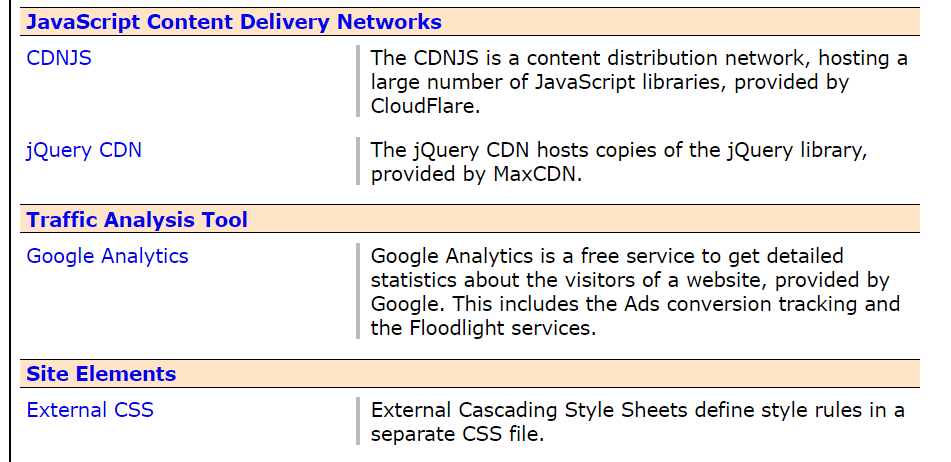 JavaScript Content Delivery Networks
CDNJS
The CDNJS is a content distribution network, hosting a
large number of JavaScript libraries, provided by
CloudFlare.
jQuery CDN
The jQuery CDN hosts copies of the jQuery library,
provided by MaxCDN.
Traffic Analysis Tool
Google Analytics
Google Analytics is a free service to get detailed
statistics about the visitors of a website, provided by
Google. This includes the Ads conversion tracking and
the Floodlight services.
Site Elements
External CSS
External Cascading Style Sheets define style rules in a
separate CSS file.